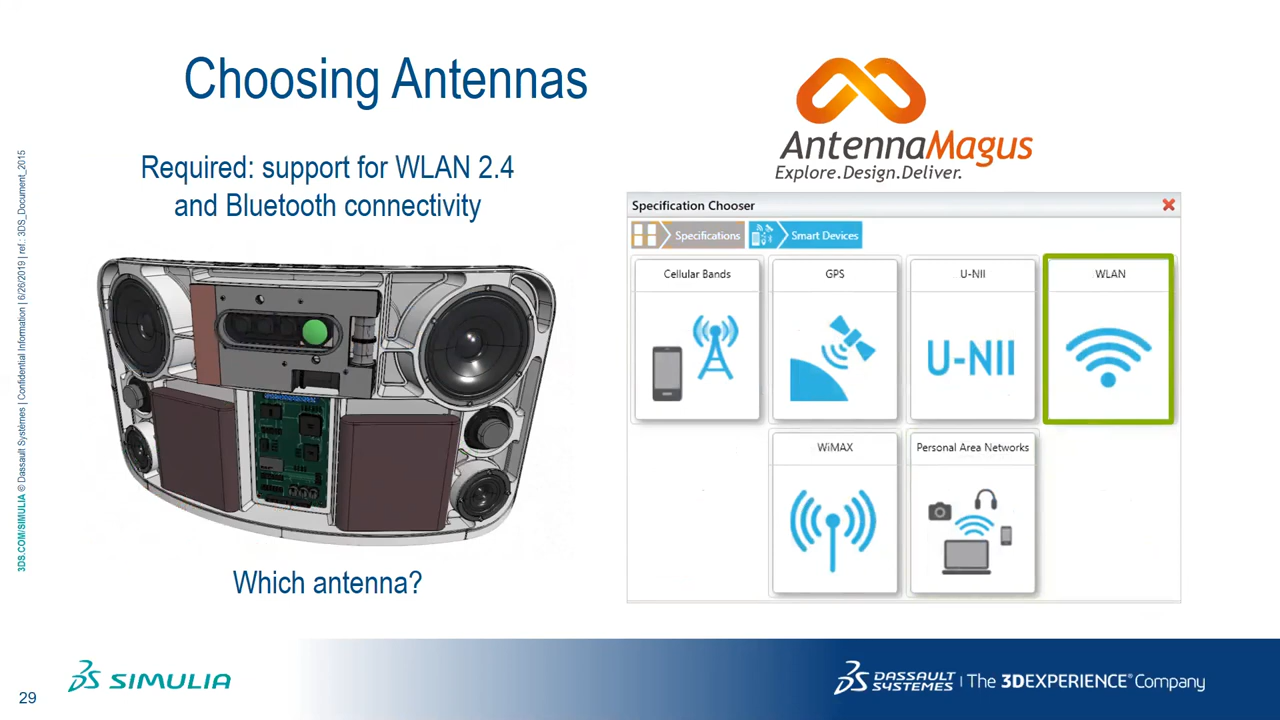 Choosing Antennas
Required: support for WLAN 2.4
and Bluetooth connectivity
Which antenna?
AntennaMagus
Explore.Design.Deliver.
Specification Chooser
Specifications
Smart Devices
Cellular Bands
GPS
U-NII
WLAN
U-NII
WiMAX
Personal Area Networks
3DS.COM/SIMULIA © Dassault Systèmes | Confidential Information | 6/26/2019 | ref.: 3DS_Document_2015
29
SIMULIA
DASSAULT
SYSTEMES
The 3DEXPERIENCE® Company